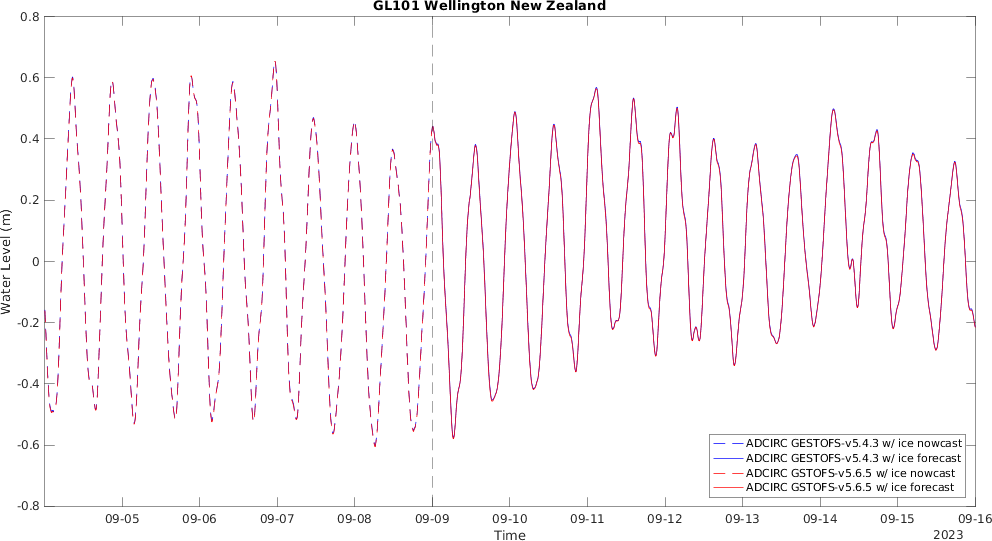 GL101 Wellington New Zealand
0.8
0.6
0.4
0.2
0
-0.2
-0.4
-0.6
-0.8
Water Level (m)
ADCIRC GESTOFS-v5.4.3 w/ ice nowcast
ADCIRC GESTOFS-v5.4.3 w/ ice forecast
ADCIRC GSTOFS-v5.6.5 w/ ice nowcast
ADCIRC GSTOFS-v5.6.5 w/ ice forecast
09-05 09-06 09-07 09-08 09-09 09-10 09-11 09-12 09-13 09-14 09-15 09-16
Time
2023